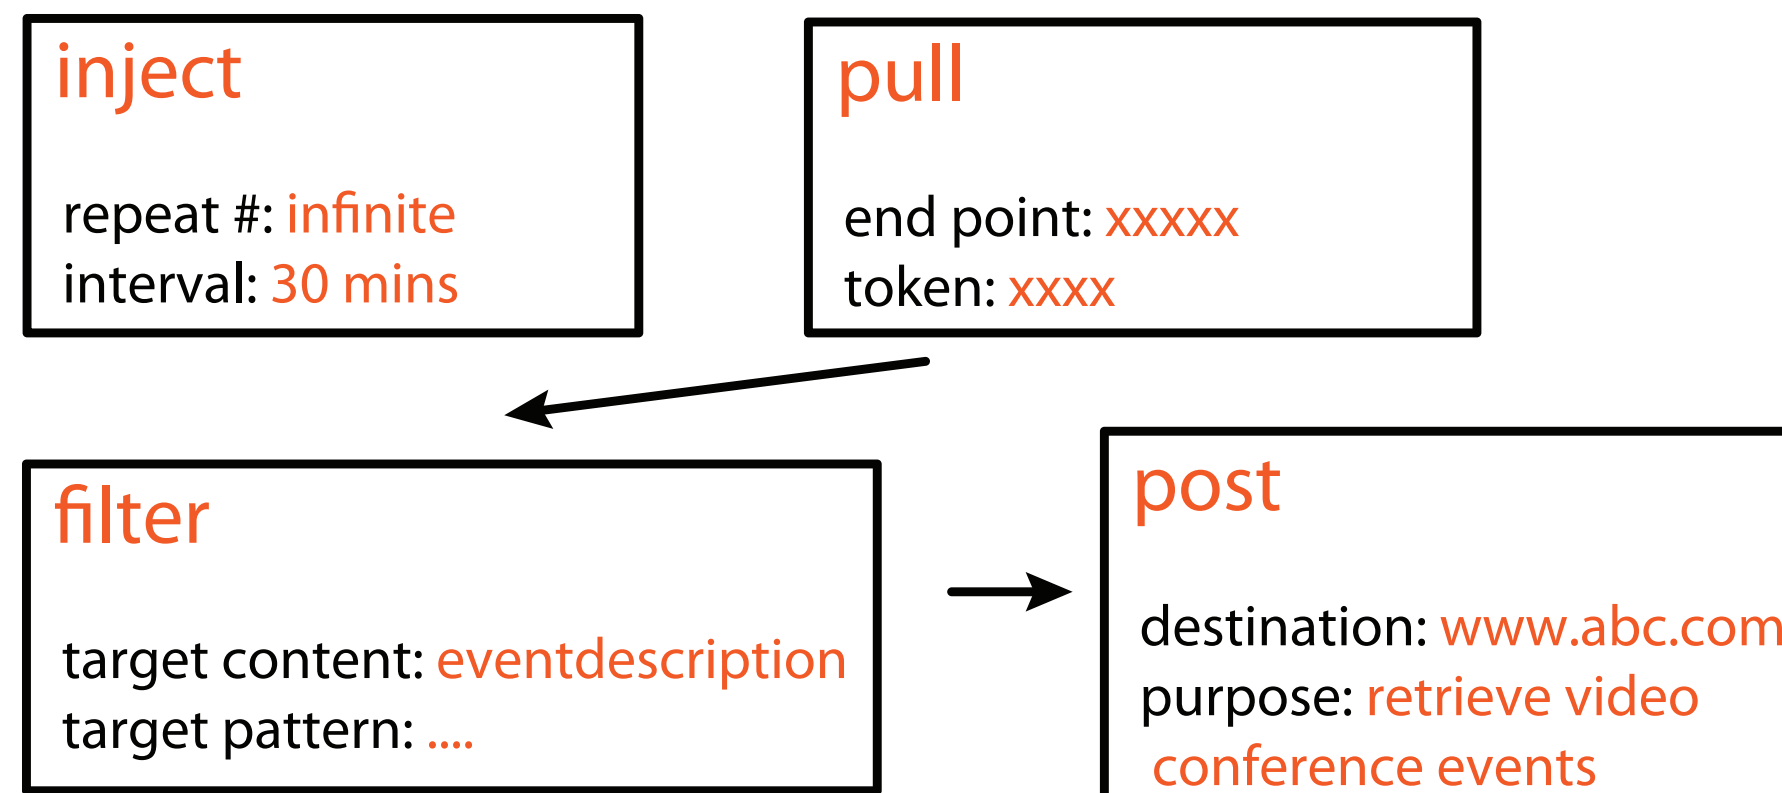 inject
repeat #: infinite
interval: 30 mins
pull
end point: xxxxx
token: xxxx
filter
target content: eventdescription
target pattern: ....
post
destination: www.abc.com
purpose: retrieve video
conference events